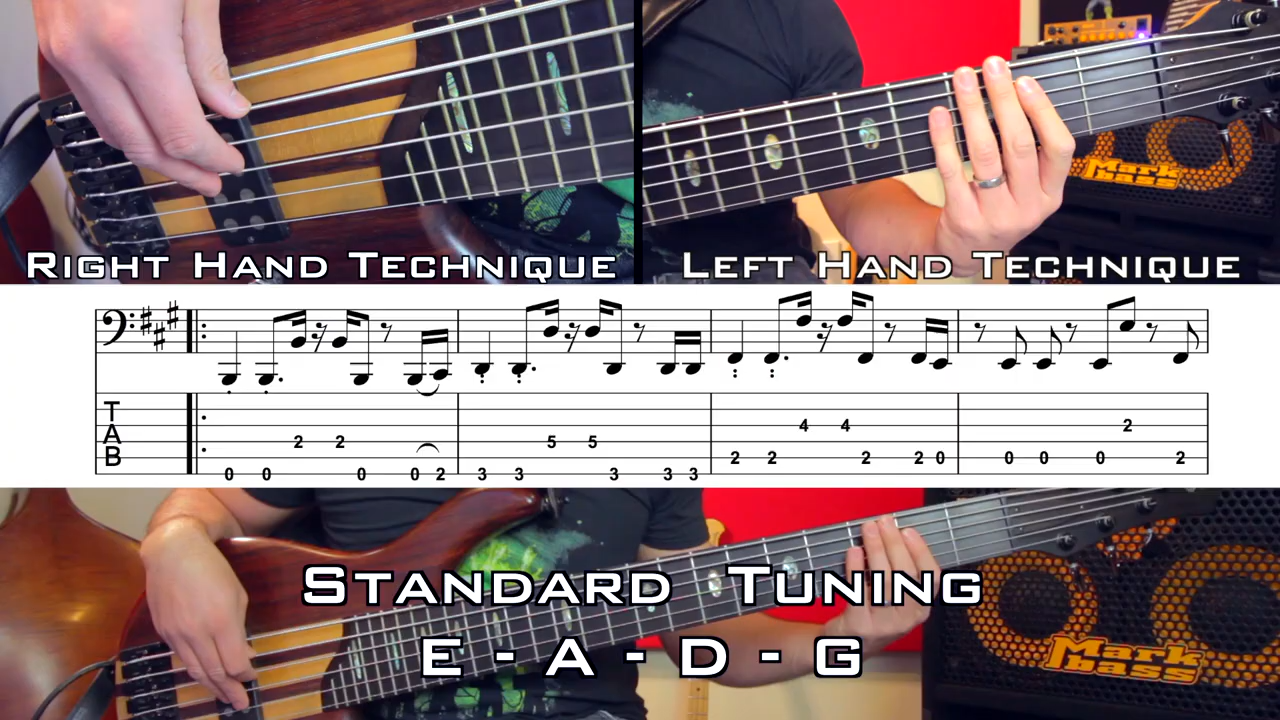 Right Hand Technique
Left Hand Technique
Mark
bass
T
A
B
2 2 5 5 4 4 2
0 0 0 0 2 3 3 3 3 3 2 2 2 2 0 0 0 0 2
Standard Tuning
E - A - D - G
Mark
bass